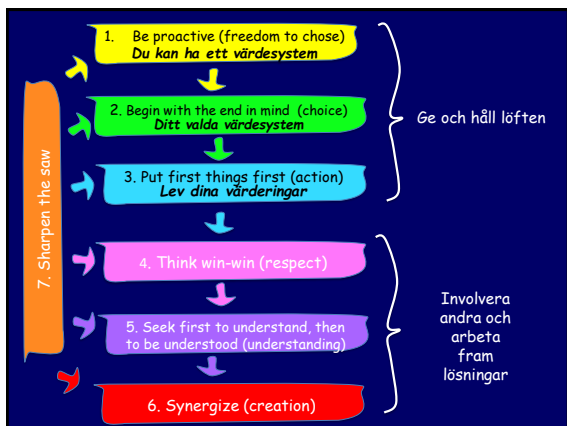 1. Be proactive (freedom to chose)
Du kan ha ett värdesystem
2. Begin with the end in mind (choice)
Ditt valda värdesystem
3. Put first things first (action)
Lev dina värderingar
Ge och håll löften
7. Sharpen the saw
4. Think win-win (respect)
5. Seek first to understand, then
to be understood (understanding)
6. Synergize (creation)
Involvera
andra och
arbeta
fram
lösningar